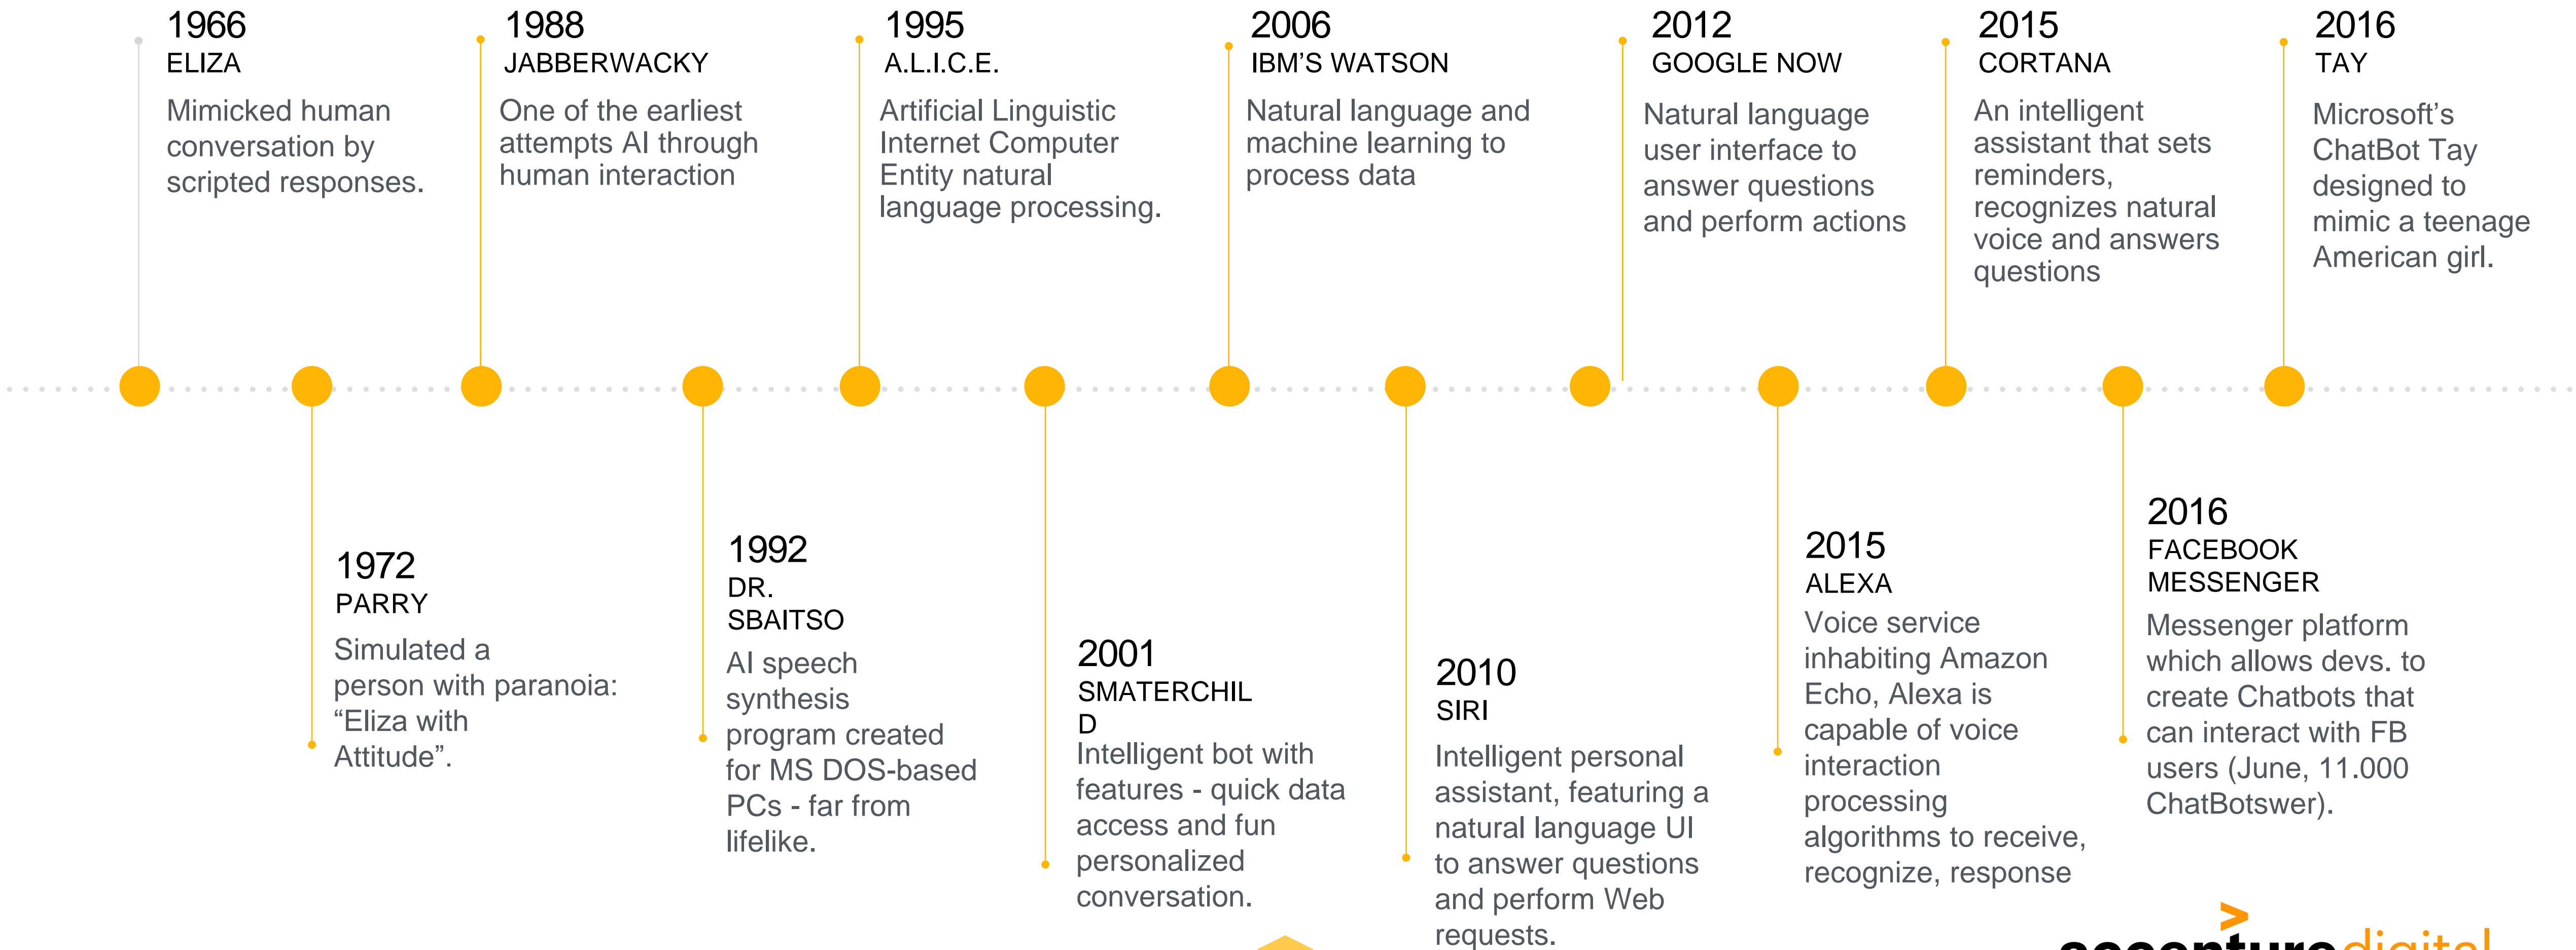 1966
ELIZA
Mimicked human
conversation by
scripted responses.
1988
JABBERWACKY
One of the earliest
attempts AI through
human interaction
1995
A.L.I.C.E.
Artificial Linguistic
Internet Computer
Entity natural
language processing.
2006
IBM’S WATSON
Natural language and
machine learning to
process data
2012
GOOGLE NOW
Natural language
user interface to
answer questions
and perform actions
2015
CORTANA
An intelligent
assistant that sets
reminders,
recognizes natural
voice and answers
questions
2016
TAY
Microsoft’s
ChatBot Tay
designed to
mimic a teenage
American girl.
1972
PARRY
Simulated a
person with paranoia:
“Eliza with
Attitude”.
1992
DR.
SBAITSO
AI speech
synthesis
program created
for MS DOS-based
PCs - far from
lifelike.
2001
SMATERCHIL
D
Intelligent bot with
features - quick data
access and fun
personalized
conversation.
2010
SIRI
Intelligent personal
assistant, featuring a
natural language UI
to answer questions
and perform Web
requests.
2015
ALEXA
Voice service
inhabiting Amazon
Echo, Alexa is
capable of voice
interaction
processing
algorithms to receive,
recognize, response
2016
FACEBOOK
MESSENGER
Messenger platform
which allows devs. to
create Chatbots that
can interact with FB
users (June, 11.000
ChatBotswer).
accenturedigital